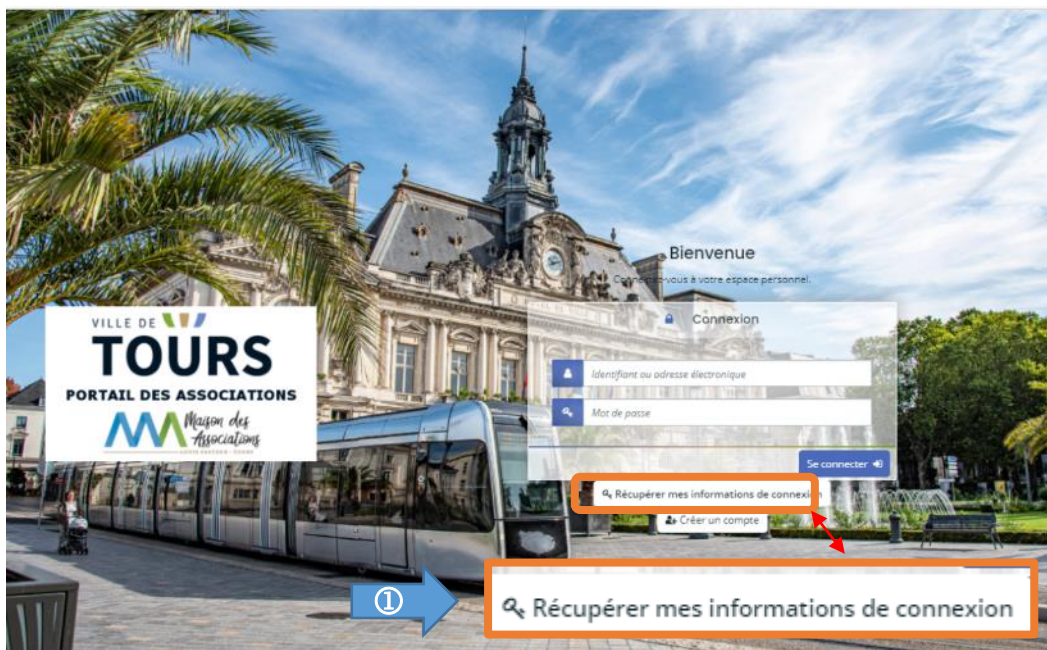 Bienvenue
Connectez-vous à votre espace personnel.
VILLE DE
TOURS
PORTAIL DES ASSOCIATIONS
Maison des
Associations
Connexion
Identifiant ou adresse électronique
Mot de passe
Se connecter
Récupérer mes informations de connexion
Créer un compte
①
Récupérer mes informations de connexion